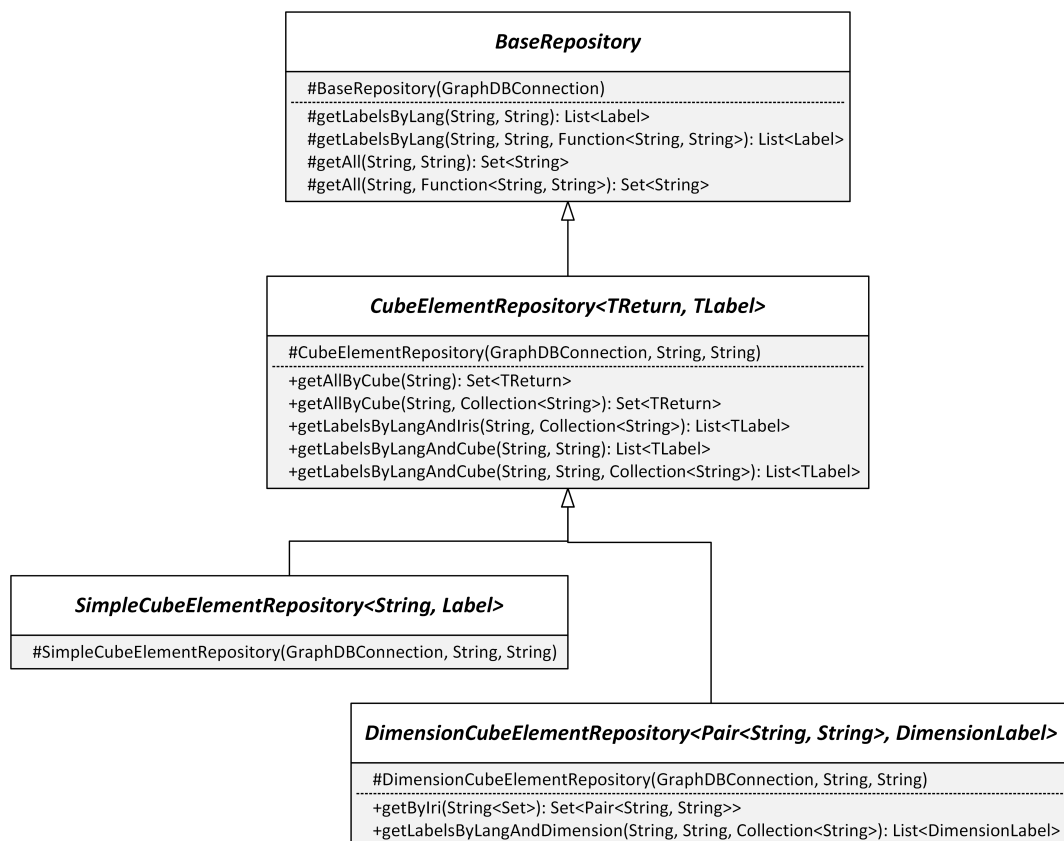 BaseRepository
#BaseRepository(GraphDBConnection)
#getLabelsByLang(String, String): List<Label>
#getLabelsByLang(String, String, Function<String, String>): List<Label>
#getAll(String, String): Set<String>
#getAll(String, Function<String, String>): Set<String>
CubeElementRepository<TReturn, TLabel>
#CubeElementRepository(GraphDBConnection, String, String)
+getAllByCube(String): Set<TReturn>
+getAllByCube(String, Collection<String>): Set<TReturn>
+getLabelsByLangAndIris(String, Collection<String>): List<TLabel>
+getLabelsByLangAndCube(String, String): List<TLabel>
+getLabelsByLangAndCube(String, String, Collection<String>): List<TLabel>
SimpleCubeElementRepository<String, Label>
#SimpleCubeElementRepository(GraphDBConnection, String, String)
DimensionCubeElementRepository<Pair<String, String>, DimensionLabel>
#DimensionCubeElementRepository(GraphDBConnection, String, String)
+getByIri(String<Set>): Set<Pair<String, String>>
+getLabelsByLangAndDimension(String, String, Collection<String>): List<DimensionLabel>